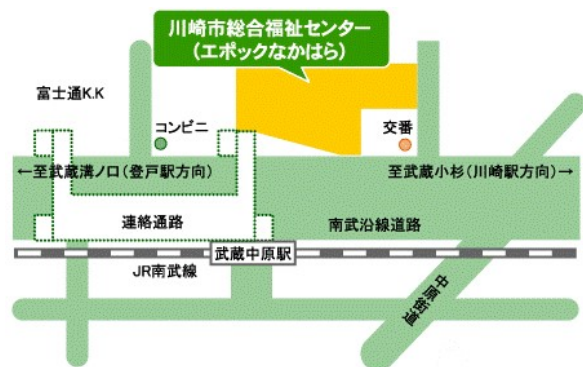 川崎市総合福祉センター
(エポックなかはら)
富士通K.K
コンビニ
交番
←至武蔵溝ノ口(登戸駅方向)
至武蔵小杉(川崎駅方向)→
連絡通路
南武沿線道路
武蔵中原駅
JR南武線
中原街道